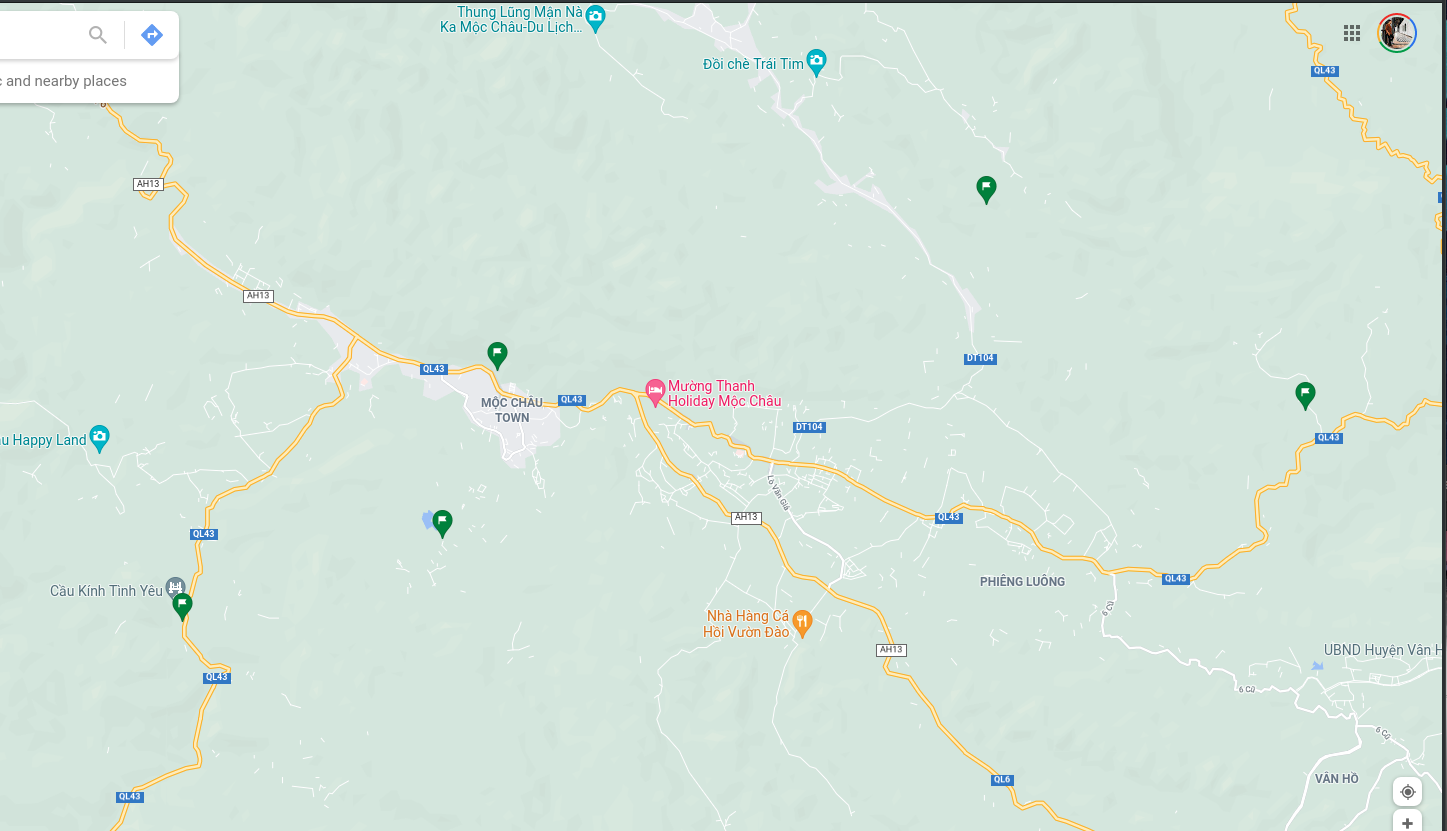 Thung Lũng Mận Nà
Ka Mộc Châu-Du Lịch...
Đồi chè Trái Tim
QL43
and nearby places
AH13
AH13
DT104
QL43
MỘC CHÂU
TOWN
QL43
Mường Thanh
Holiday Mộc Châu
DT104
QL43
Happy Land
Lò Văn Giá
AH13
QL43
QL43
QL43
PHIÊNG LUÔNG
Cầu Kính Tình Yêu
6 Cũ
Nhà Hàng Cá
Hồi Vườn Đào
AH13
UBND Huyện Vân H
QL43
6 Cũ
6 Cũ
QL6
VÂN HỒ
QL43